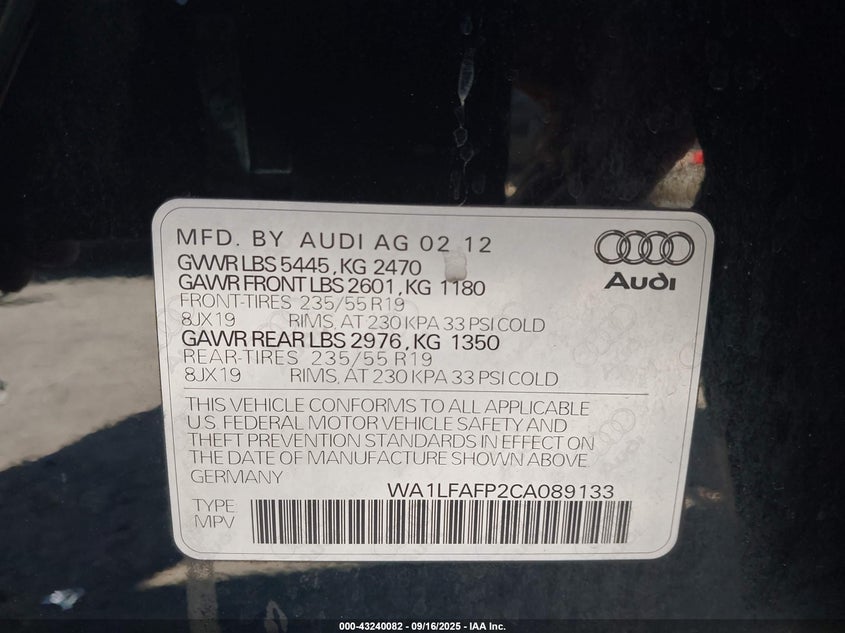 MFD. BY AUDI AG 02 12
GVWR LBS 5445, KG 2470
GAWR FRONT LBS 2601, KG 1180
FRONT-TIRES 235/55 R19
8JX19 RIMS, AT 230 KPA 33 PSI COLD
GAWR REAR LBS 2976, KG 1350
REAR-TIRES 235/55 R19
8JX19 RIMS, AT 230 KPA 33 PSI COLD
Audi
THIS VEHICLE CONFORMS TO ALL APPLICABLE
U.S. FEDERAL MOTOR VEHICLE SAFETY AND
THEFT PREVENTION STANDARDS IN EFFECT ON
THE DATE OF MANUFACTURE SHOWN ABOVE
GERMANY
WA1LFAFP2CA089133
TYPE
MPV
000-43240082 - 09/16/2025 - IAA Inc.